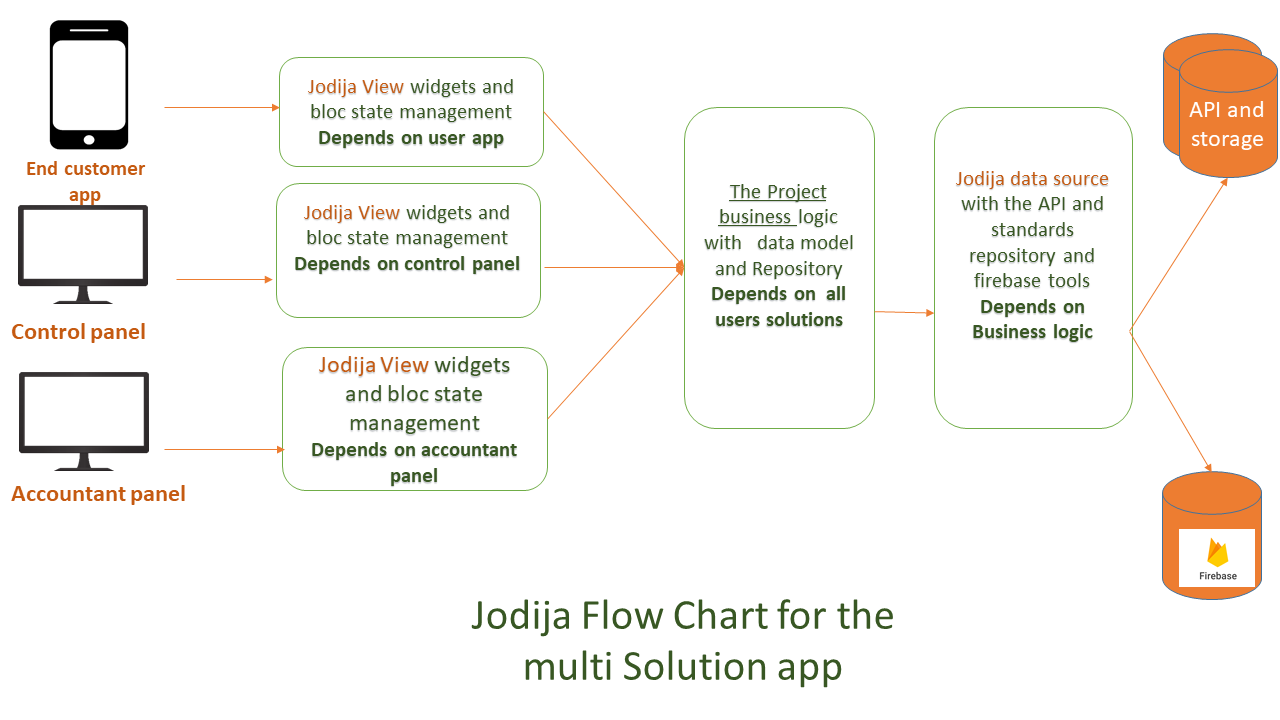 End customer
app
Control panel
Accountant panel
Jodija View widgets and
bloc state management
Depends on user app
Jodija View widgets and
bloc state management
Depends on control panel
Jodija View widgets
and bloc state
management
Depends on accountant
panel
The Project
business logic
with data model
and Repository
Depends on all
users solutions
Jodija data source
with the API and
standards
repository and
firebase tools
Depends on
Business logic
API and
storage
Firebase
Jodija Flow Chart for the
multi Solution app